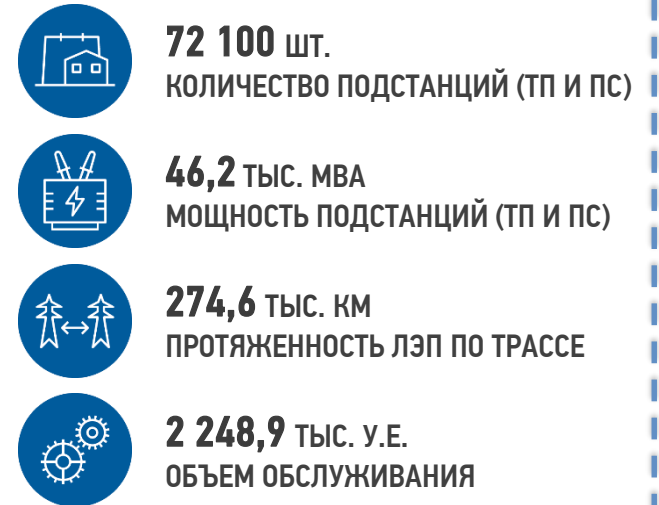 72 100 ШТ.
КОЛИЧЕСТВО ПОДСТАНЦИЙ (ТП И ПС)
46,2 ТЫС. МВА
МОЩНОСТЬ ПОДСТАНЦИЙ (ТП И ПС)
274,6 ТЫС. КМ
ПРОТЯЖЕННОСТЬ ЛЭП ПО ТРАССЕ
2 248,9 ТЫС. У.Е.
ОБЪЕМ ОБСЛУЖИВАНИЯ